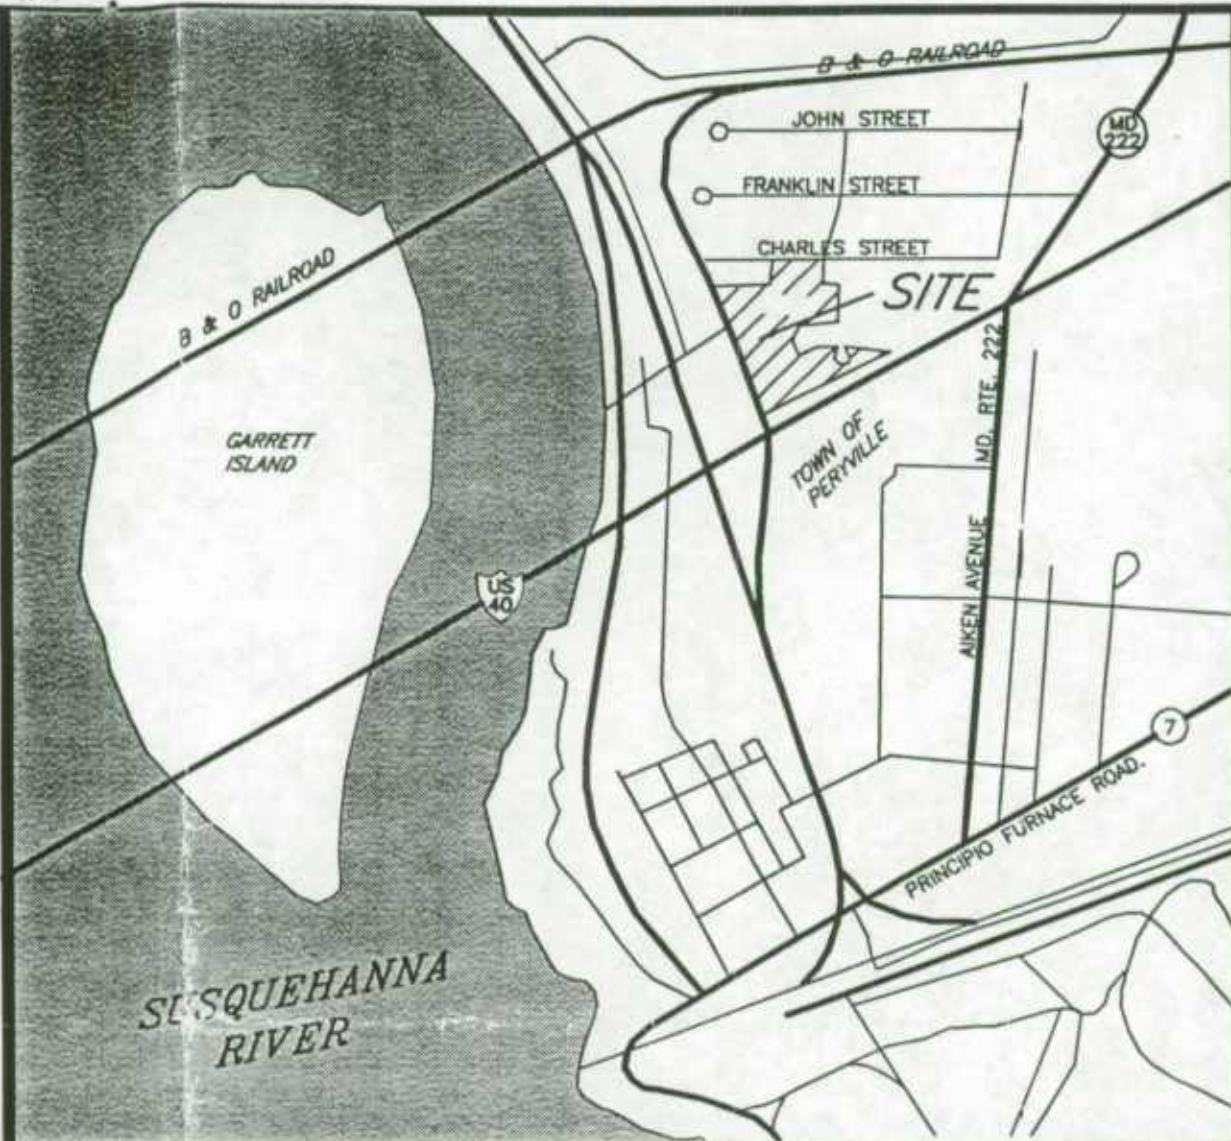 B & O RAILROAD
JOHN STREET
MD
222
FRANKLIN STREET
CHARLES STREET
SITE
B & O RAILROAD
MD. RTE. 222
GARRETT
ISLAND
TOWN OF
PERYVILLE
US
40
AIKEN AVENUE
7
PRINCIPIO FURNACE ROAD.
SUSQUEHANNA
RIVER